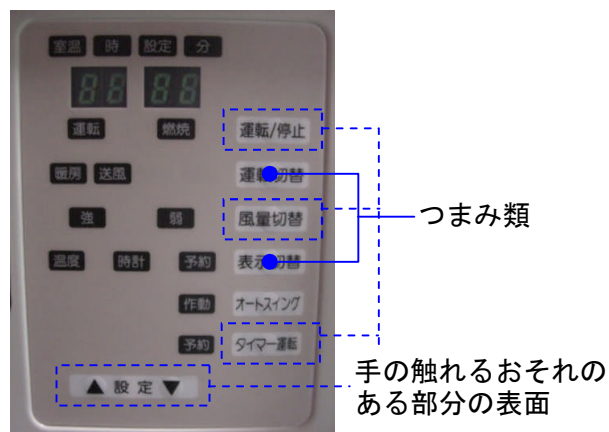 室温 時 設定 分
88 88
運転 燃焼 運転/停止
暖房 送風 運転切替
強 弱 風量切替
つまみ類
温度 時計 予約 表示切替
作動 オートスイング
予約 タイマー運転
▲ 設定 ▼
手の触れるおそれの
ある部分の表面